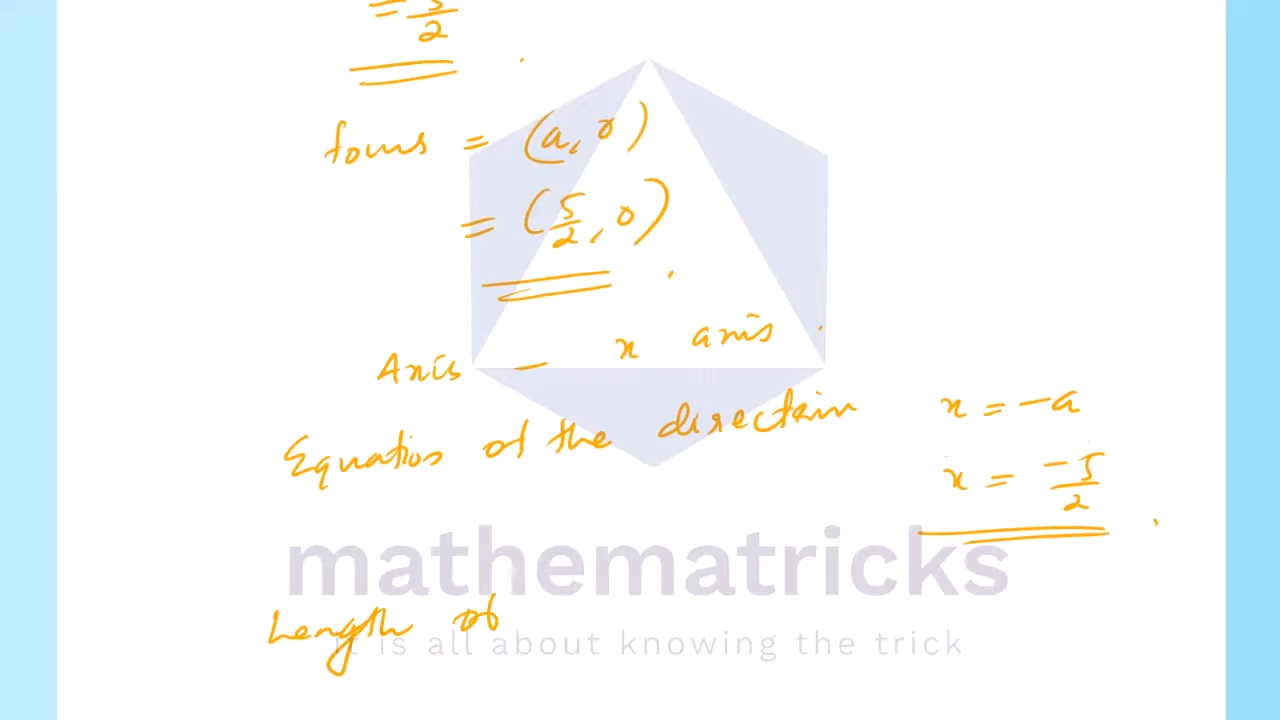 = 5/2
focus = (a, 0)
= (5/2, 0)
Axis – x axis.
Equation of the directrix x = -a
x = -5/2
mathematricks
Length of
it is all about knowing the trick